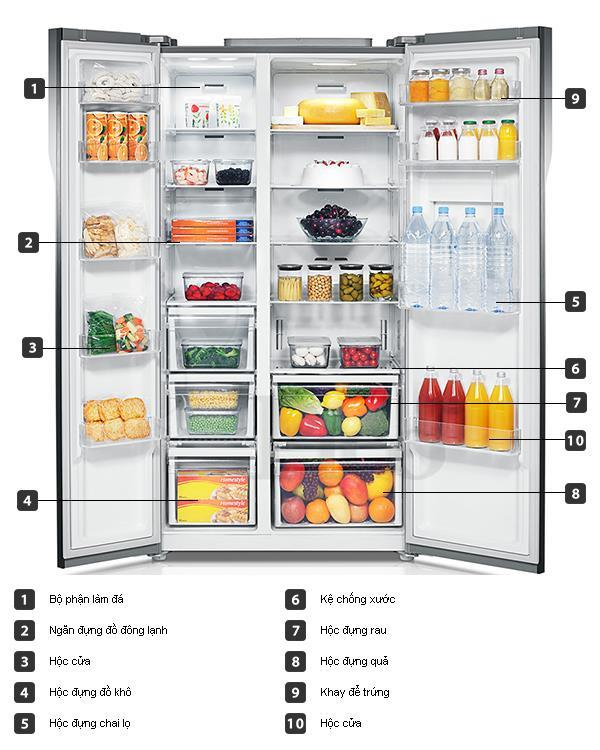 1
9
2
5
3
6
7
10
4
8
Homestyle
Homestyle
1 Bộ phận làm đá
2 Ngăn đựng đồ đông lạnh
3 Hộc cửa
4 Hộc đựng đồ khô
5 Hộc đựng chai lọ
6 Kệ chống xước
7 Hộc đựng rau
8 Hộc đựng quả
9 Khay để trứng
10 Hộc cửa